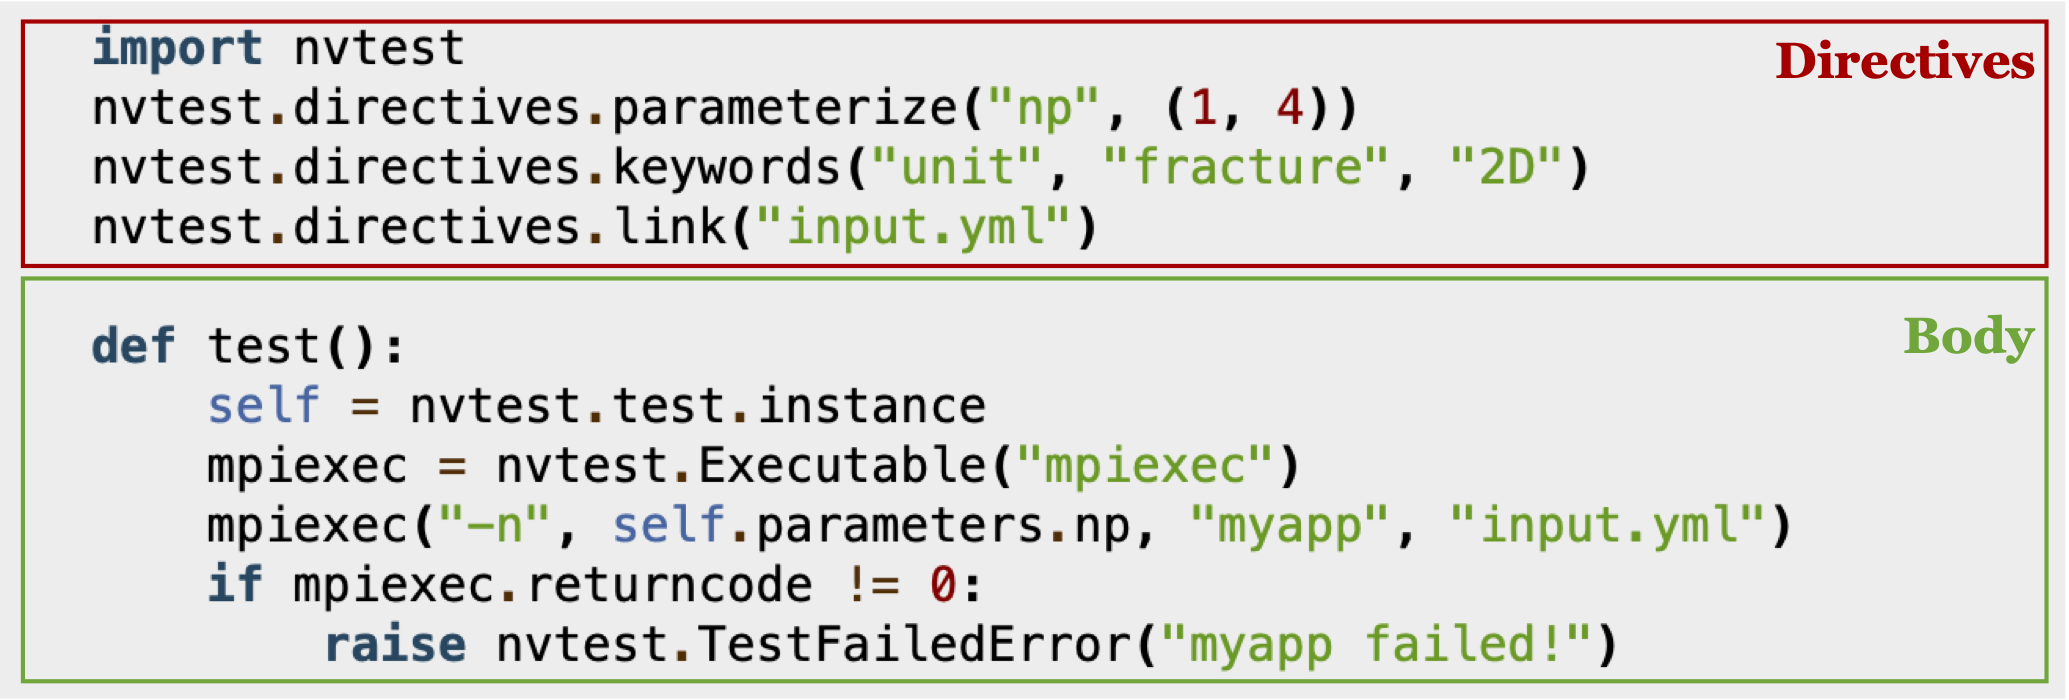 import nvtest
Directives
nvtest.directives.parameterize("np", (1, 4))
nvtest.directives.keywords("unit", "fracture", "2D")
nvtest.directives.link("input.yml")
Body
def test():
    self = nvtest.test.instance
    mpiexec = nvtest.Executable("mpiexec")
    mpiexec("-n", self.parameters.np, "myapp", "input.yml")
    if mpiexec.returncode != 0:
        raise nvtest.TestFailedError("myapp failed!")